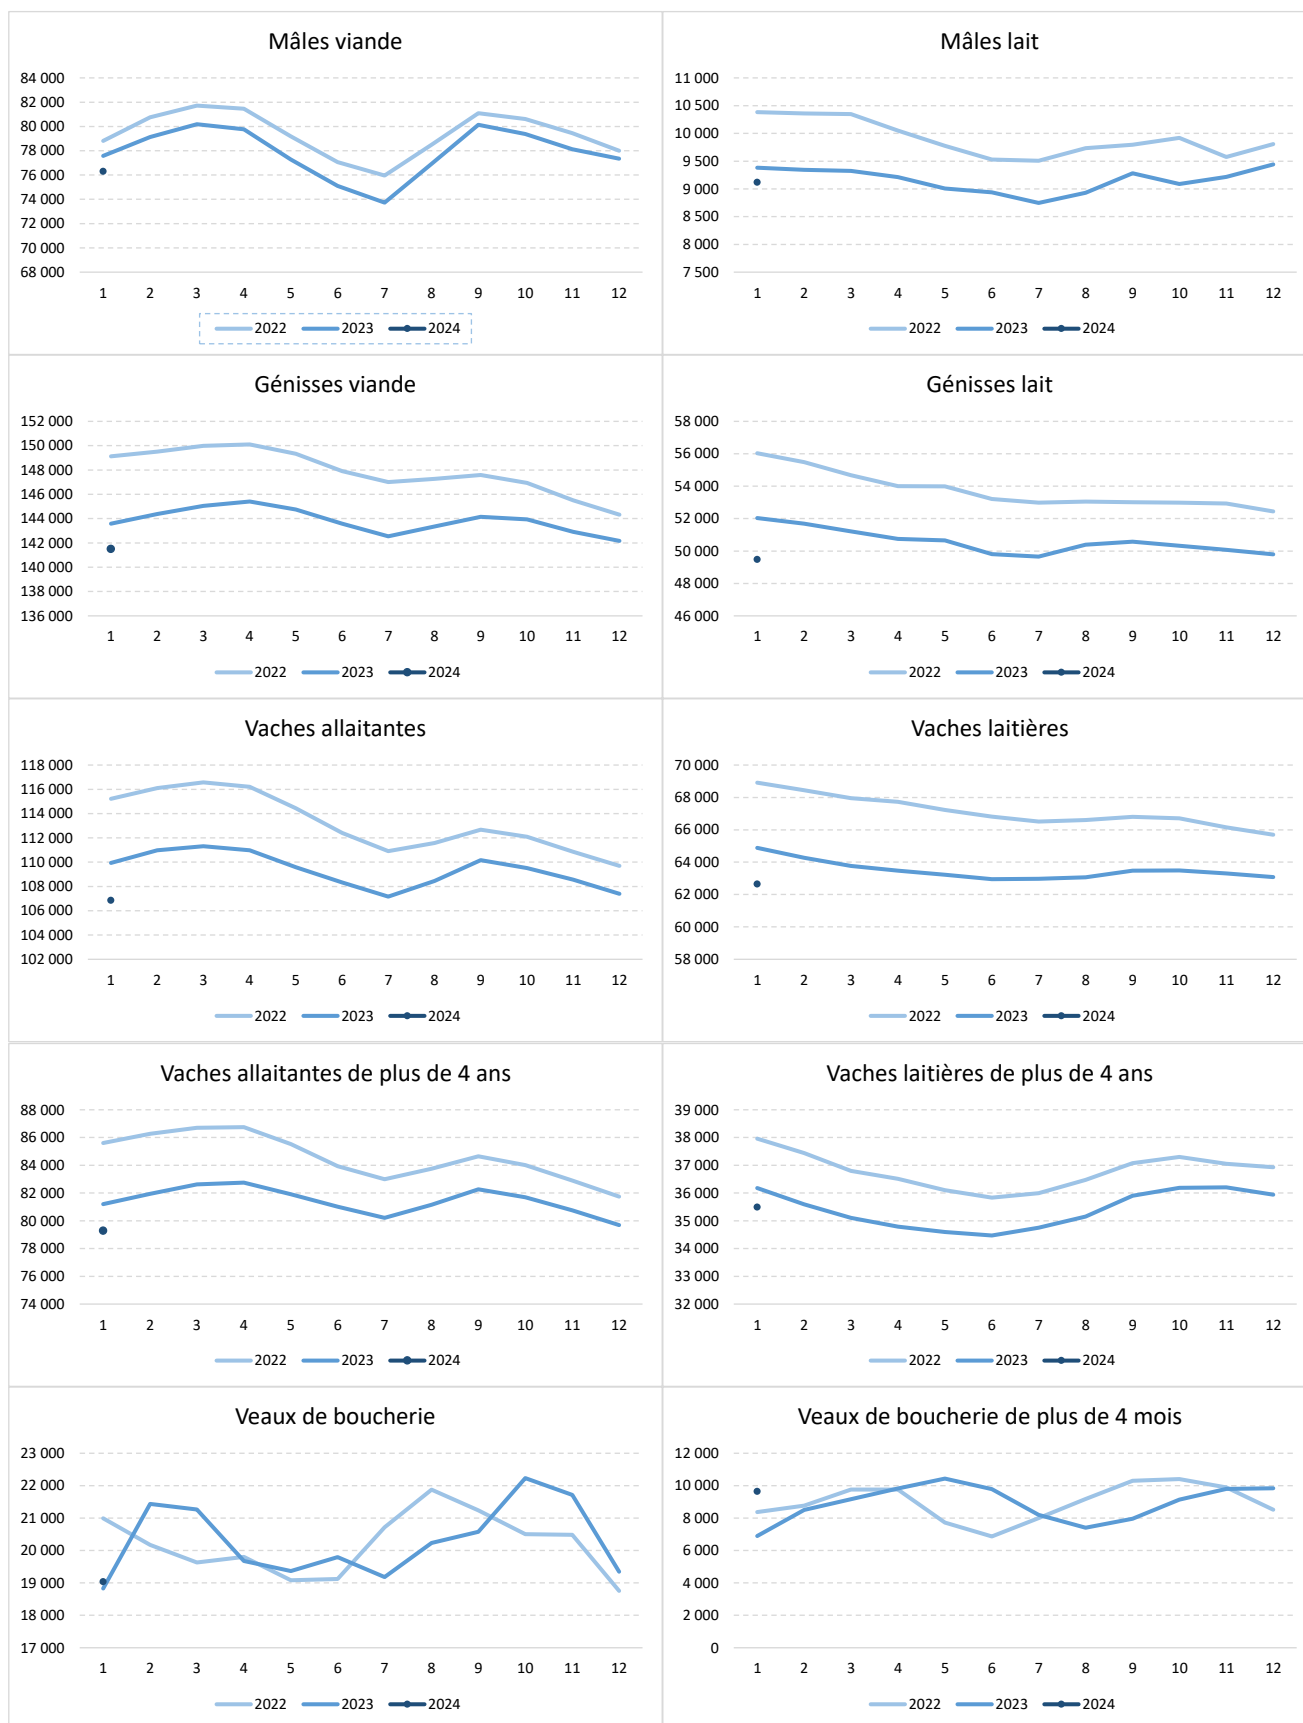 Mâles viande
84 000
82 000
80 000
78 000
76 000
74 000
72 000
70 000
68 000
1 2 3 4 5 6 7 8 9 10 11 12
2022 2023 2024
Mâles lait
11 000
10 500
10 000
9 500
9 000
8 500
8 000
7 500
1 2 3 4 5 6 7 8 9 10 11 12
2022 2023 2024
Génisses viande
152 000
150 000
148 000
146 000
144 000
142 000
140 000
138 000
136 000
1 2 3 4 5 6 7 8 9 10 11 12
2022 2023 2024
Génisses lait
58 000
56 000
54 000
52 000
50 000
48 000
46 000
1 2 3 4 5 6 7 8 9 10 11 12
2022 2023 2024
Vaches allaitantes
118 000
116 000
114 000
112 000
110 000
108 000
106 000
104 000
102 000
1 2 3 4 5 6 7 8 9 10 11 12
2022 2023 2024
Vaches laitières
70 000
68 000
66 000
64 000
62 000
60 000
58 000
1 2 3 4 5 6 7 8 9 10 11 12
2022 2023 2024
Vaches allaitantes de plus de 4 ans
88 000
86 000
84 000
82 000
80 000
78 000
76 000
74 000
1 2 3 4 5 6 7 8 9 10 11 12
2022 2023 2024
Vaches laitières de plus de 4 ans
39 000
38 000
37 000
36 000
35 000
34 000
33 000
32 000
1 2 3 4 5 6 7 8 9 10 11 12
2022 2023 2024
Veaux de boucherie
23 000
22 000
21 000
20 000
19 000
18 000
17 000
1 2 3 4 5 6 7 8 9 10 11 12
2022 2023 2024
Veaux de boucherie de plus de 4 mois
12 000
10 000
8 000
6 000
4 000
2 000
0
1 2 3 4 5 6 7 8 9 10 11 12
2022 2023 2024